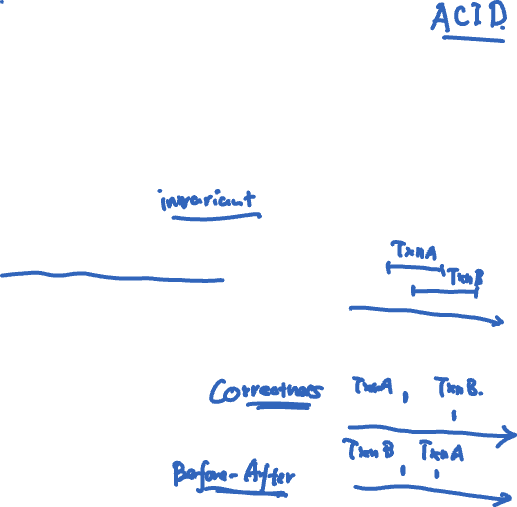 ACID
invariant
TxnA
TxnB
Correctness TxnA TxnB.
TxnB TxnA
Before-After